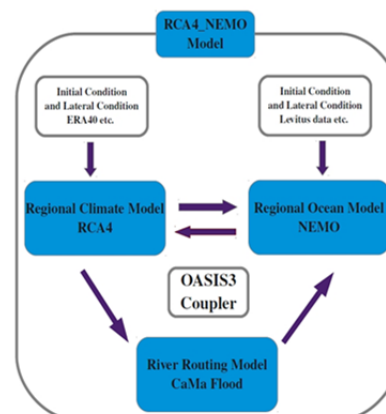 RCA4_NEMO
Model
Initial Condition
and Lateral Condition
ERA40 etc.
Initial Condition
and Lateral Condition
Levitus data etc.
Regional Climate Model
RCA4
Regional Ocean Model
NEMO
OASIS3
Coupler
River Routing Model
CaMa Flood